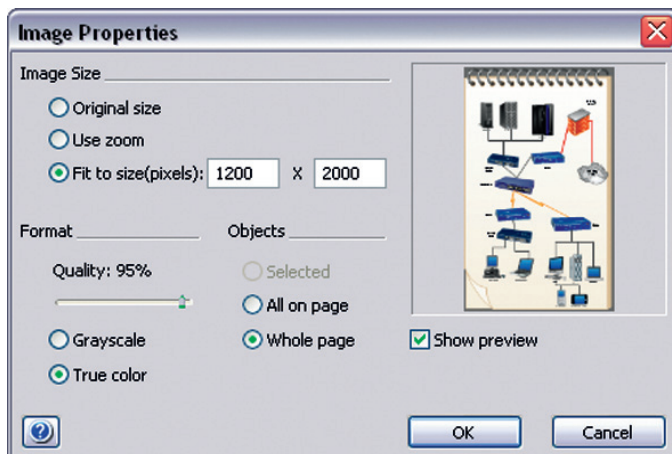 Image Properties
Image Size
Original size
Use zoom
Fit to size(pixels): 1200 X 2000
Format
Quality: 95%
Grayscale
True color
Objects
Selected
All on page
Whole page
Show preview
OK
Cancel